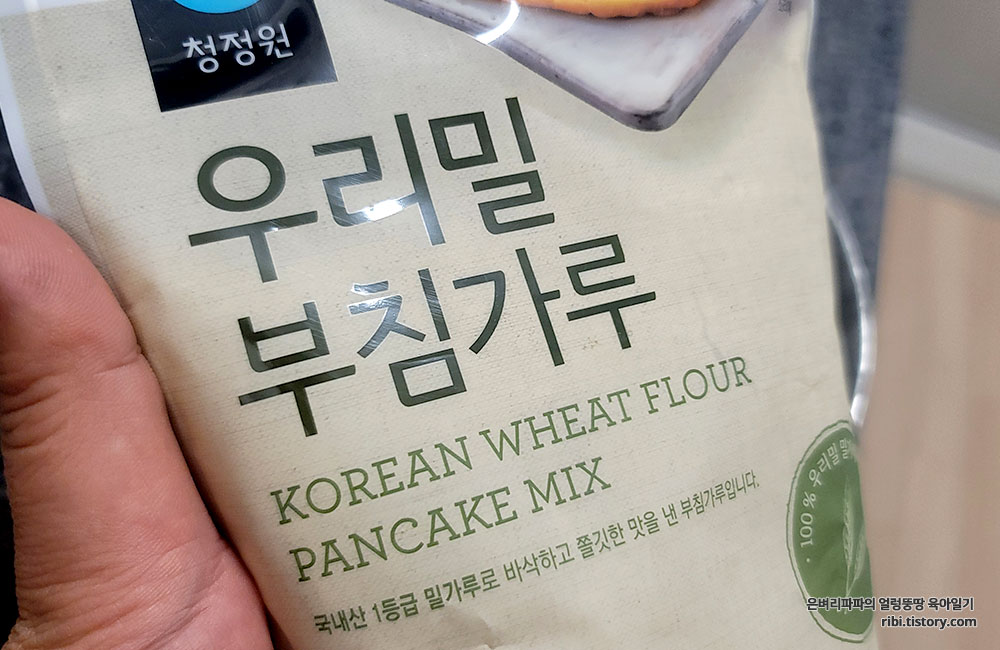 청정원
우리밀
부침가루
KOREAN WHEAT FLOUR
PANCAKE MIX
국내산 1등급 밀가루로 바삭하고 쫄깃한 맛을 낸 부침가루입니다.
100% 우리밀
은벼리파파의 얼렁뚱땅 육아일기
ribi.tistory.com